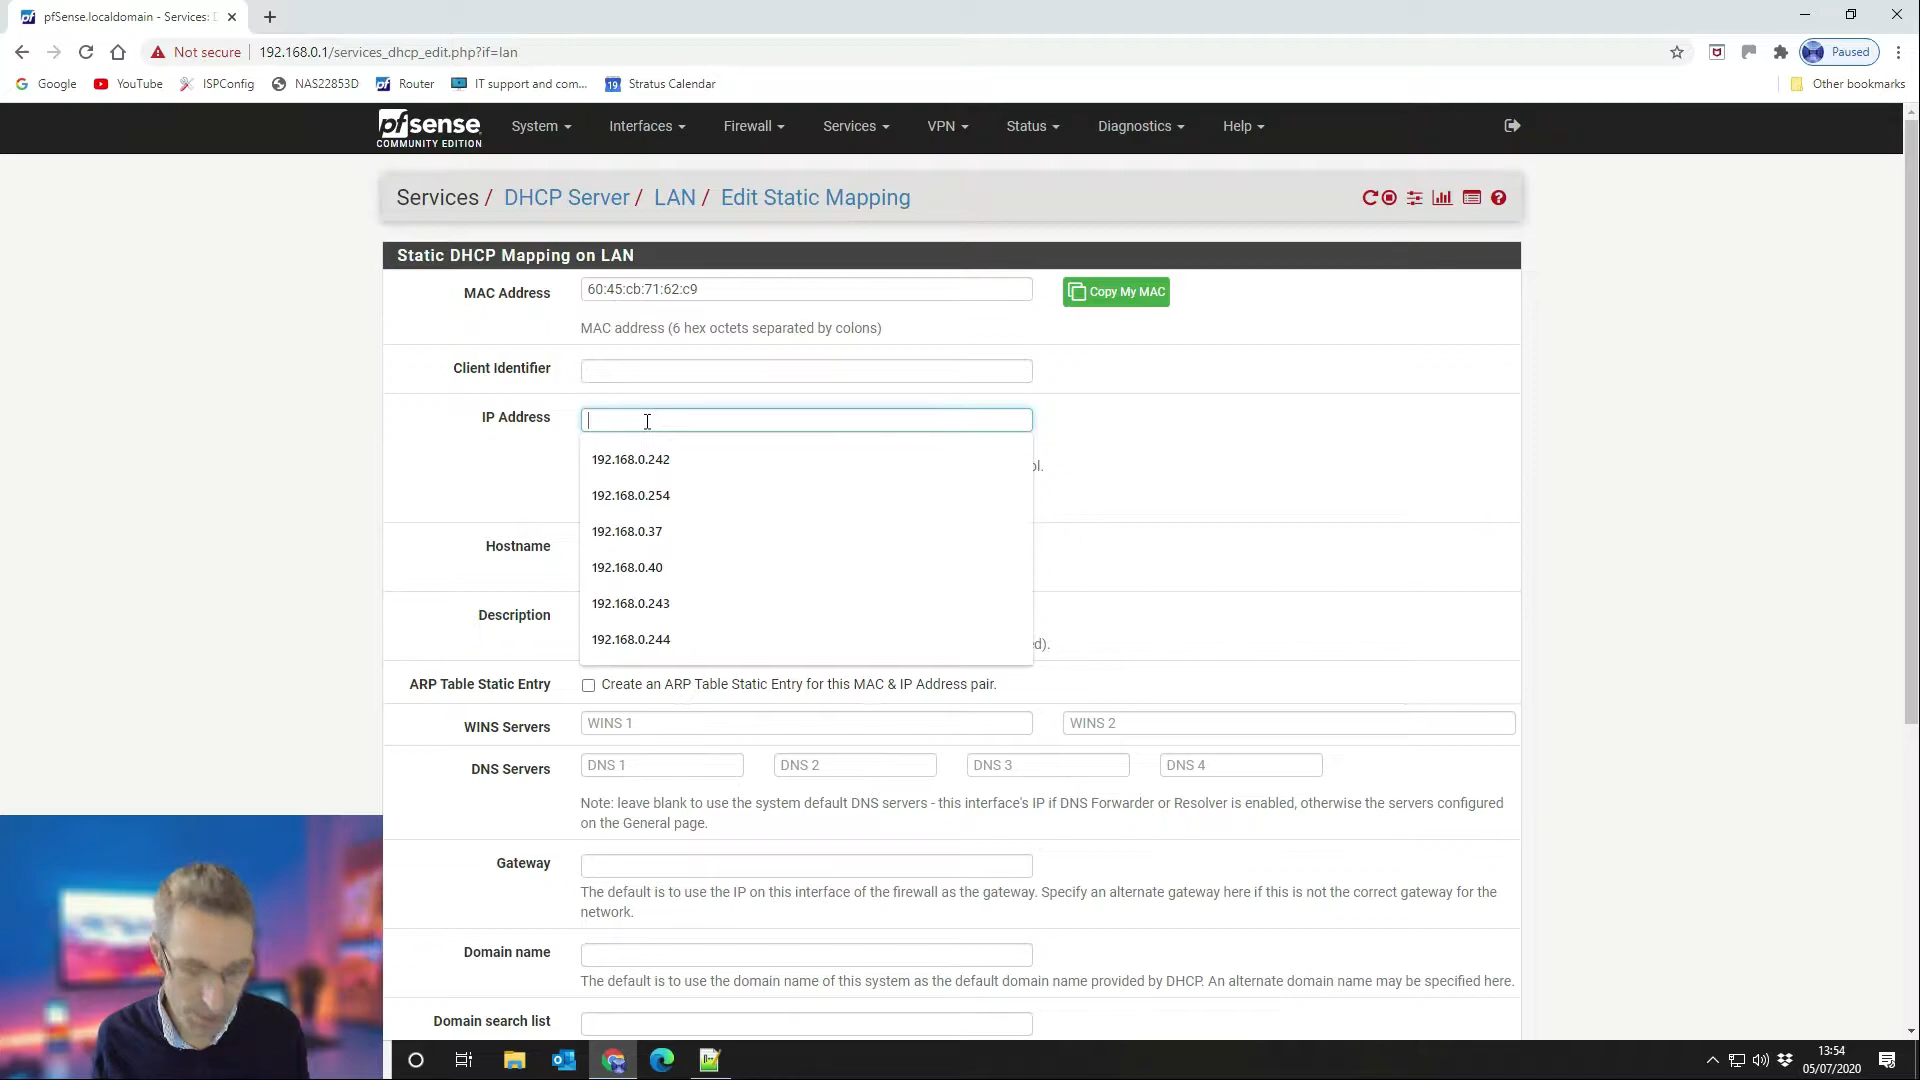 pfSense.localdomain - Services: D
Not secure
192.168.0.1/services_dhcp_edit.php?if=lan
Paused
Google
YouTube
ISPConfig
NAS22853D
pf Router
IT support and com...
19 Stratus Calendar
Other bookmarks
pfsense
COMMUNITY EDITION
System
Interfaces
Firewall
Services
VPN
Status
Diagnostics
Help
Services / DHCP Server / LAN / Edit Static Mapping
Static DHCP Mapping on LAN
MAC Address
60:45:cb:71:62:c9
Copy My MAC
MAC address (6 hex octets separated by colons)
Client Identifier
IP Address
192.168.0.242
ol.
192.168.0.254
192.168.0.37
Hostname
192.168.0.40
192.168.0.243
Description
192.168.0.244
ed).
ARP Table Static Entry
Create an ARP Table Static Entry for this MAC & IP Address pair.
WINS Servers
WINS 1
WINS 2
DNS Servers
DNS 1
DNS 2
DNS 3
DNS 4
Note: leave blank to use the system default DNS servers - this interface's IP if DNS Forwarder or Resolver is enabled, otherwise the servers configured
on the General page.
Gateway
The default is to use the IP on this interface of the firewall as the gateway. Specify an alternate gateway here if this is not the correct gateway for the
network.
Domain name
The default is to use the domain name of this system as the default domain name provided by DHCP. An alternate domain name may be specified here.
Domain search list
13:54
05/07/2020